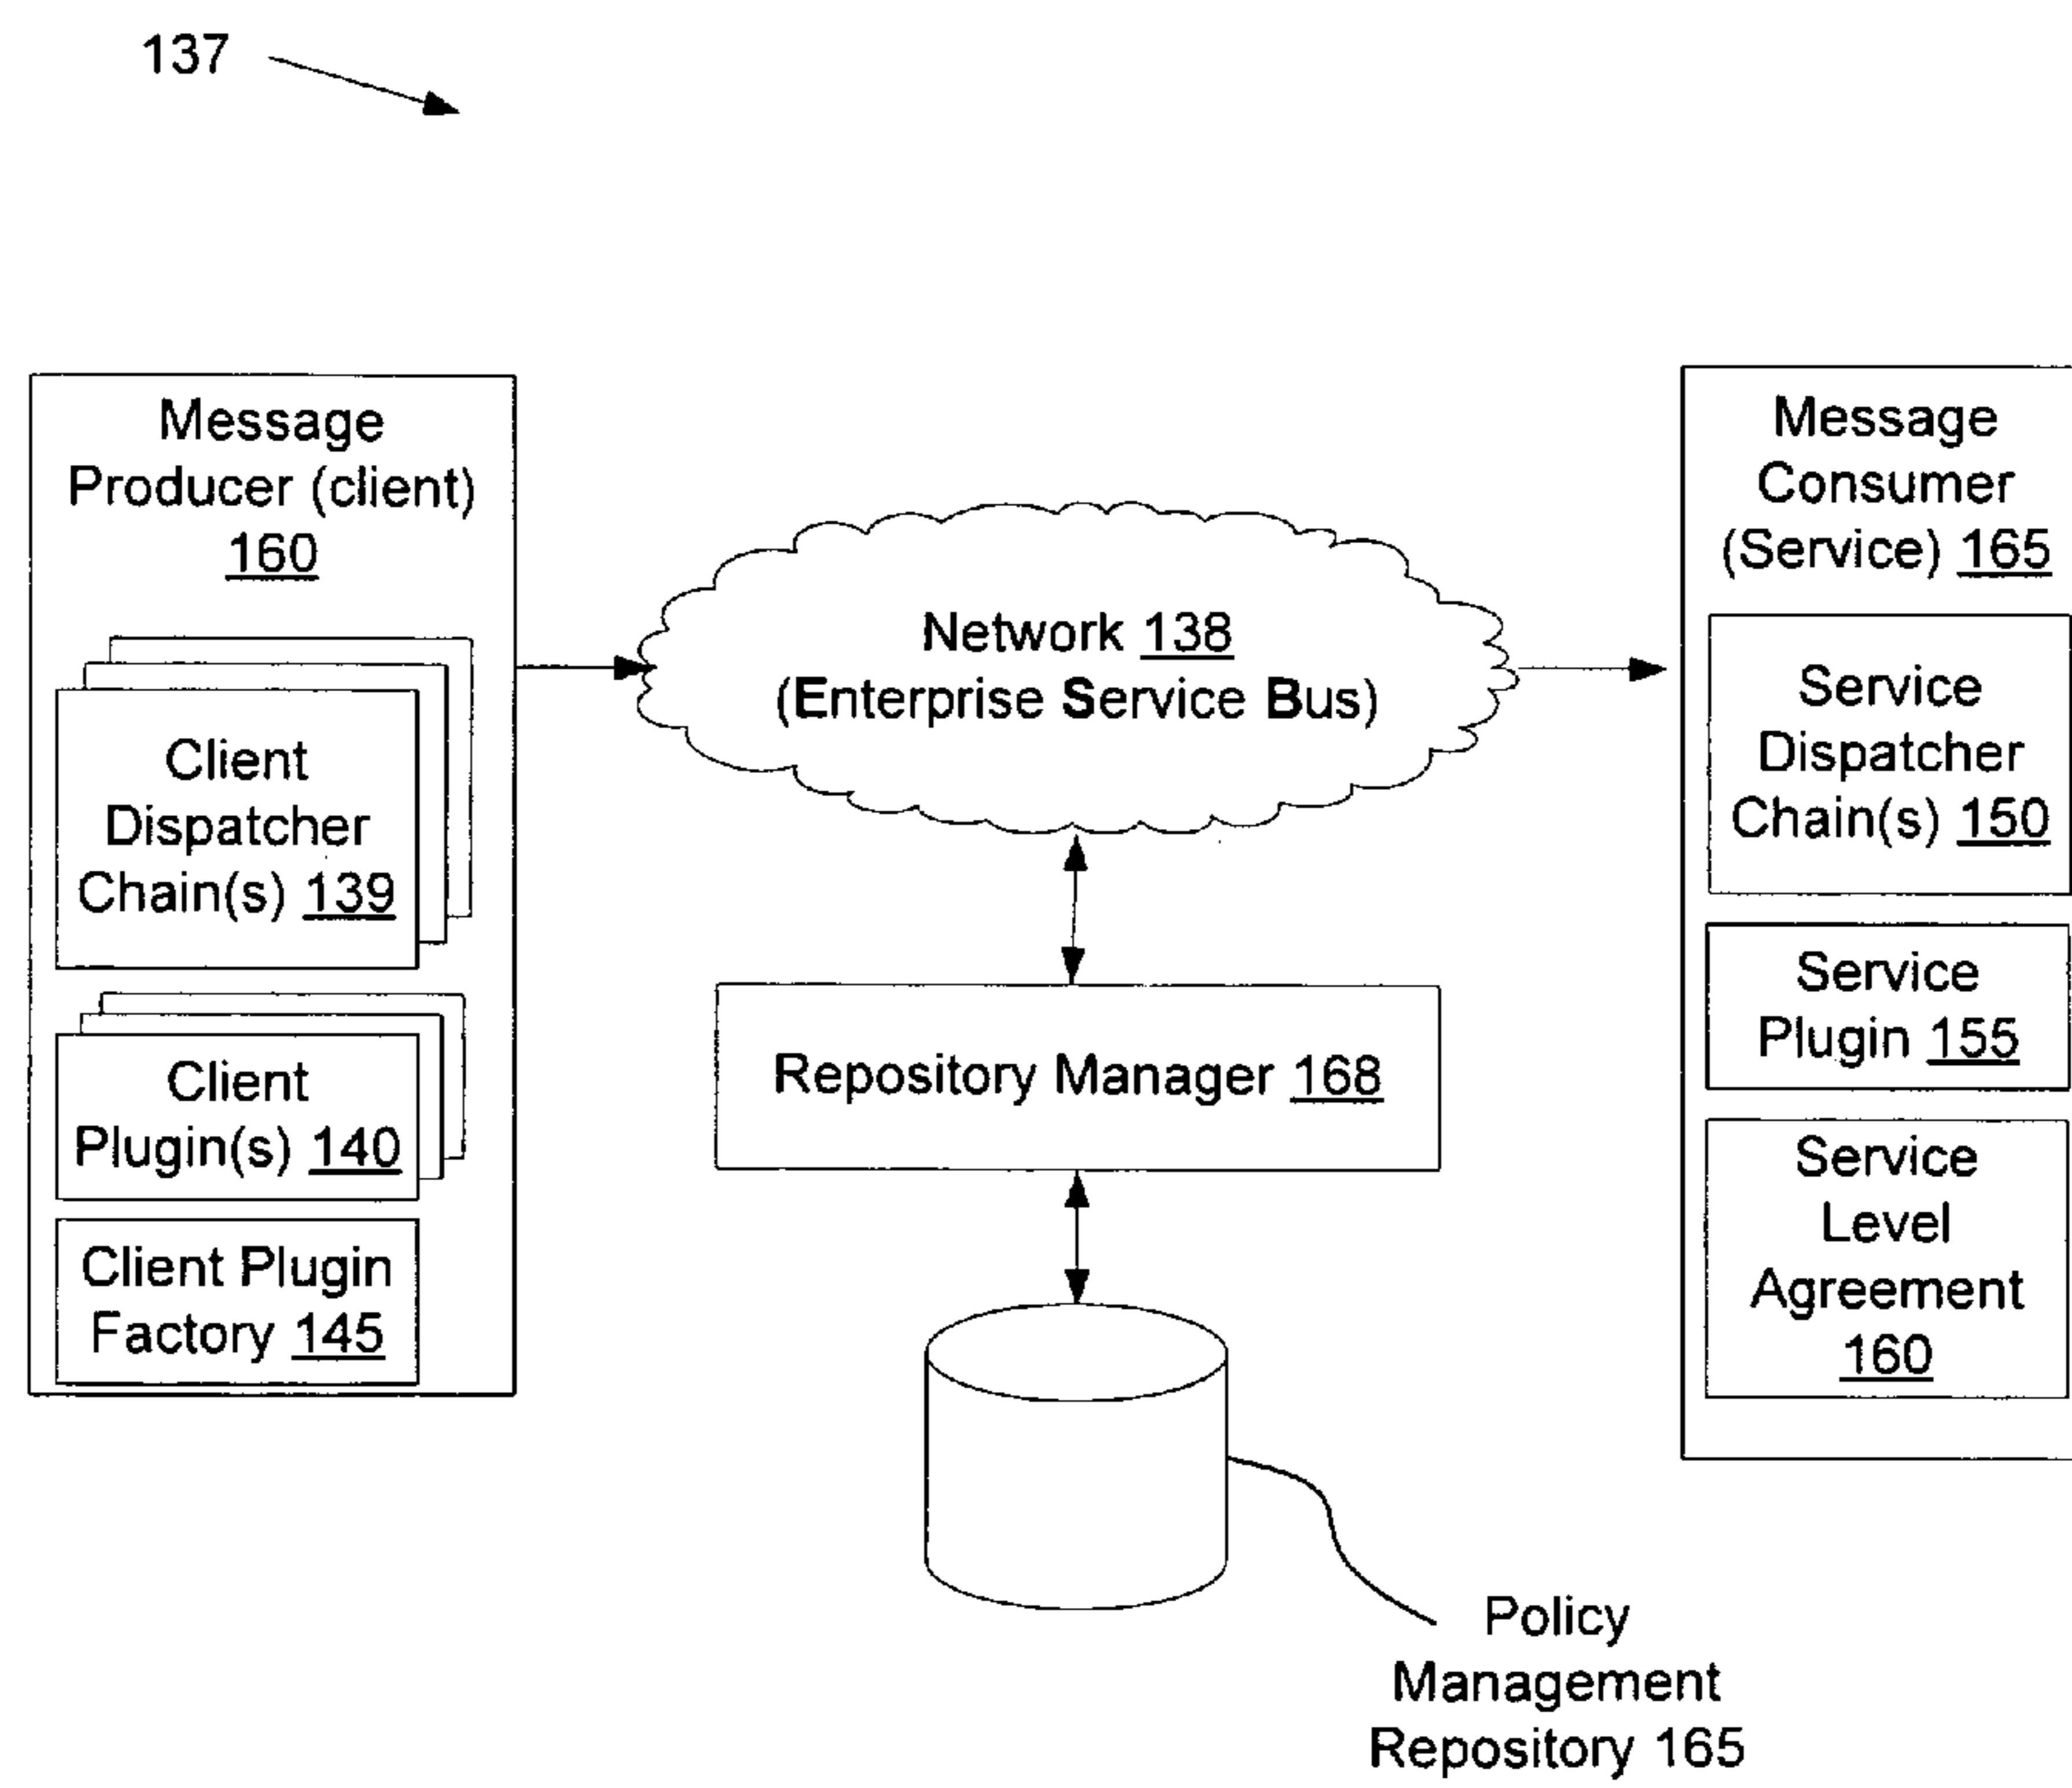 137
Message
Producer (client)
160
Client
Dispatcher
Chain(s) 139
Client
Plugin(s) 140
Client Plugin
Factory 145
Network 138
(Enterprise Service Bus)
Repository Manager 168
Policy
Management
Repository 165
Message
Consumer
(Service) 165
Service
Dispatcher
Chain(s) 150
Service
Plugin 155
Service
Level
Agreement
160